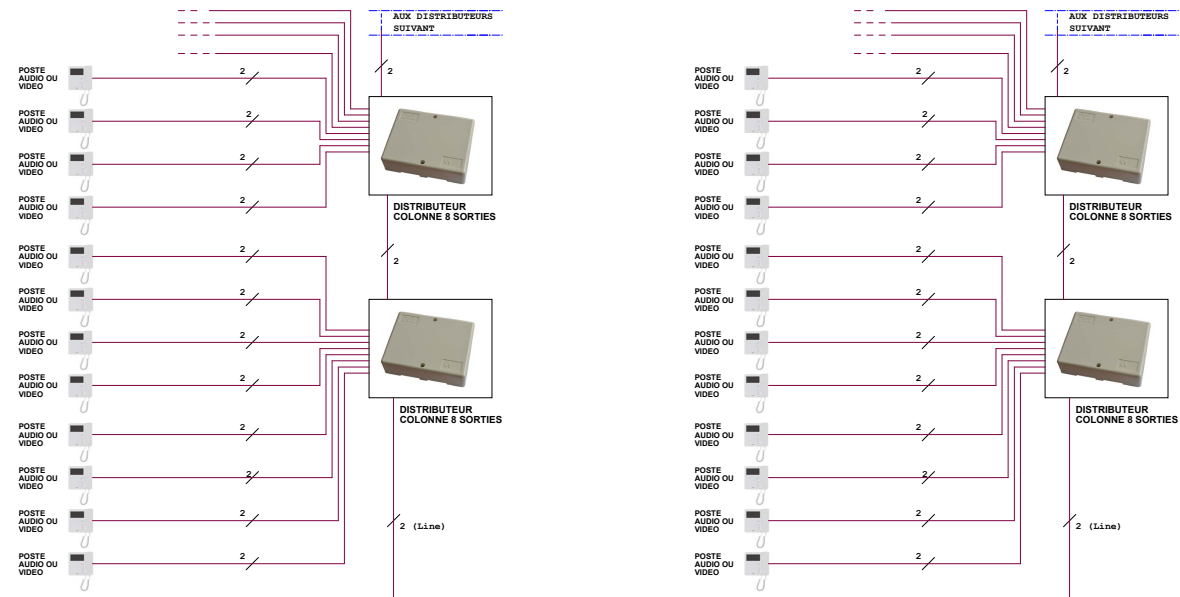 AUX DISTRIBUTEURS
SUIVANT
2
POSTE
AUDIO OU
VIDEO
2
POSTE
AUDIO OU
VIDEO
2
POSTE
AUDIO OU
VIDEO
2
POSTE
AUDIO OU
VIDEO
2
DISTRIBUTEUR
COLONNE 8 SORTIES
2
POSTE
AUDIO OU
VIDEO
2
POSTE
AUDIO OU
VIDEO
2
POSTE
AUDIO OU
VIDEO
2
POSTE
AUDIO OU
VIDEO
2
DISTRIBUTEUR
COLONNE 8 SORTIES
POSTE
AUDIO OU
VIDEO
2
POSTE
AUDIO OU
VIDEO
2
POSTE
AUDIO OU
VIDEO
2
2 (Line)
POSTE
AUDIO OU
VIDEO
2
AUX DISTRIBUTEURS
SUIVANT
2
POSTE
AUDIO OU
VIDEO
2
POSTE
AUDIO OU
VIDEO
2
POSTE
AUDIO OU
VIDEO
2
POSTE
AUDIO OU
VIDEO
2
DISTRIBUTEUR
COLONNE 8 SORTIES
2
POSTE
AUDIO OU
VIDEO
2
POSTE
AUDIO OU
VIDEO
2
POSTE
AUDIO OU
VIDEO
2
POSTE
AUDIO OU
VIDEO
2
DISTRIBUTEUR
COLONNE 8 SORTIES
POSTE
AUDIO OU
VIDEO
2
POSTE
AUDIO OU
VIDEO
2
POSTE
AUDIO OU
VIDEO
2
2 (Line)
POSTE
AUDIO OU
VIDEO
2